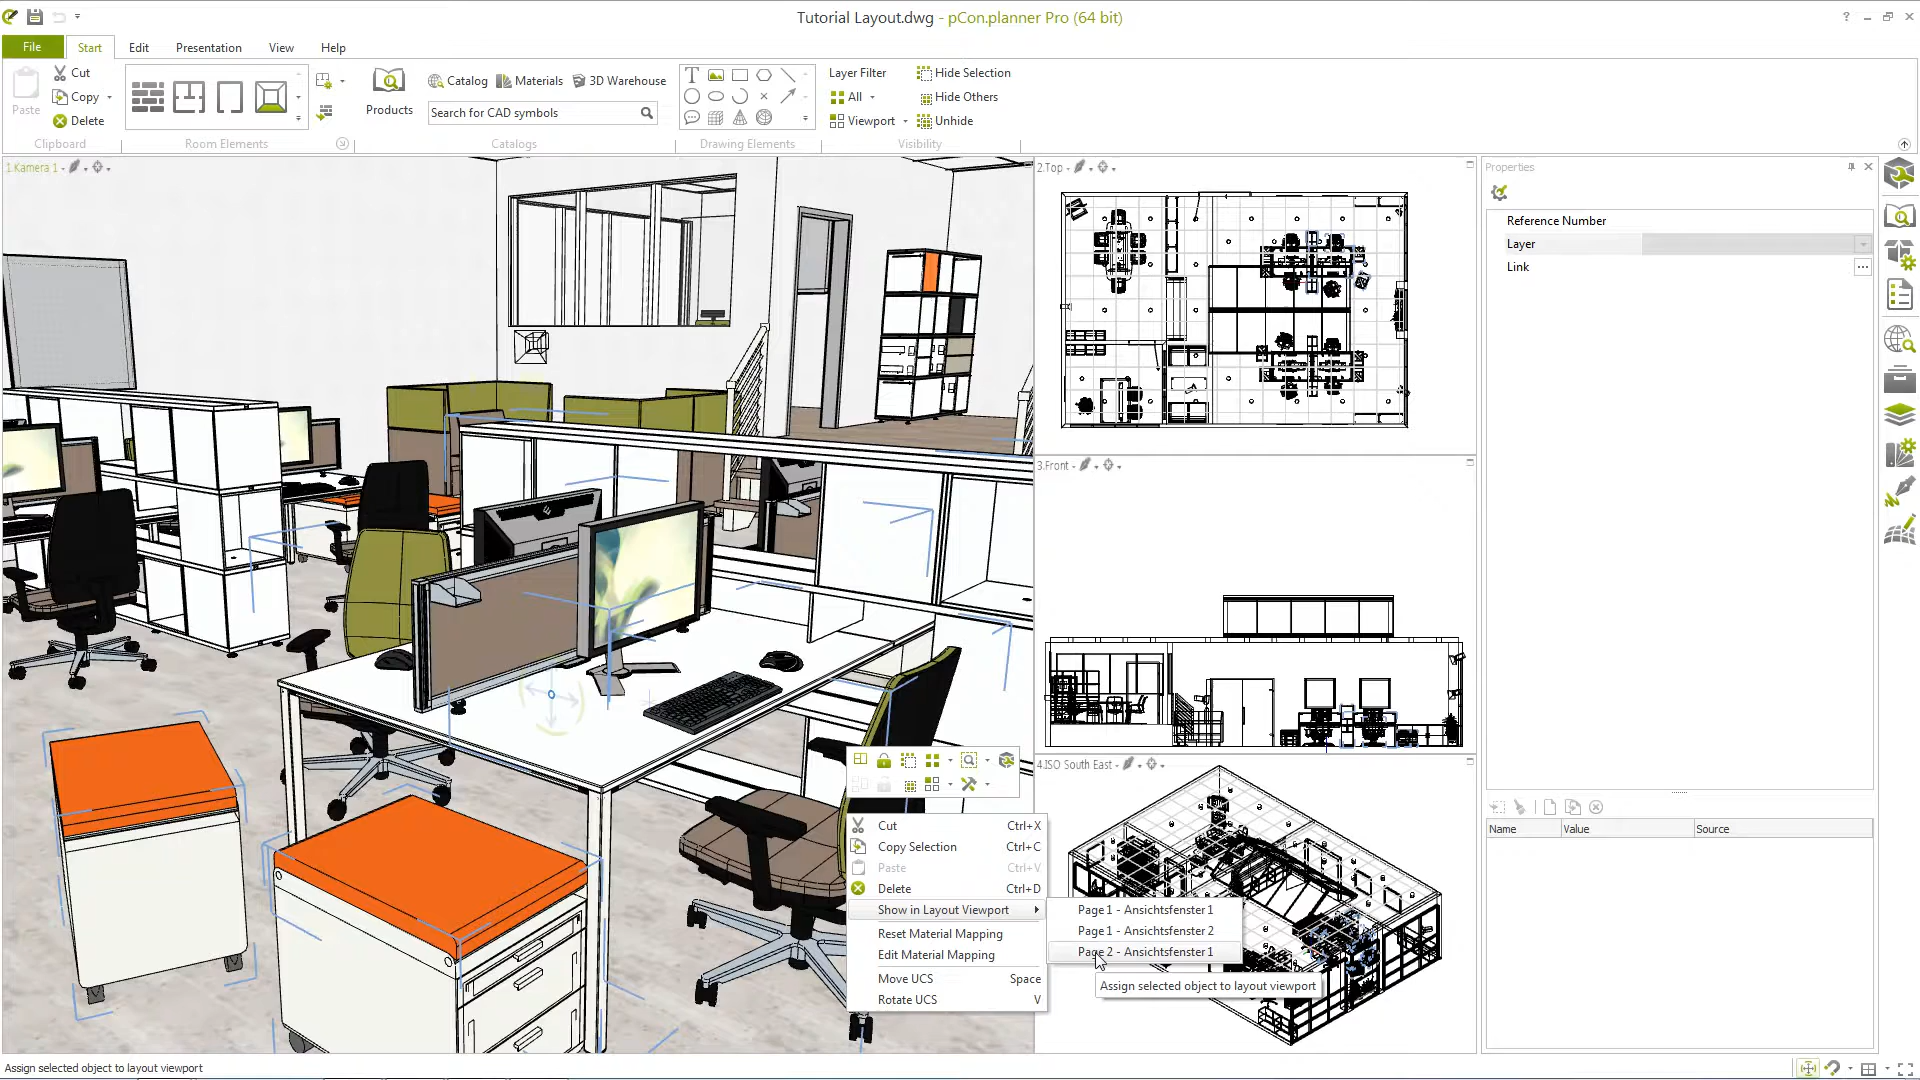 Tutorial Layout.dwg - pCon.planner Pro (64 bit)
File Start Edit Presentation View Help
Paste
Cut
Copy
Delete
Clipboard
Room Elements
Products
Catalog Materials 3D Warehouse
Search for CAD symbols
Catalogs
Drawing Elements
Layer Filter
All
Viewport
Hide Selection
Hide Others
Unhide
Visibility
1.Kamera 1
2.Top
3.Front
4.ISO South East
Properties
Reference Number
Layer
Link
Name Value Source
Cut Ctrl+X
Copy Selection Ctrl+C
Paste Ctrl+V
Delete Ctrl+D
Show in Layout Viewport
Reset Material Mapping
Edit Material Mapping
Move UCS Space
Rotate UCS V
Page 1 - Ansichtsfenster 1
Page 1 - Ansichtsfenster 2
Page 2 - Ansichtsfenster 1
Assign selected object to layout viewport
Assign selected object to layout viewport